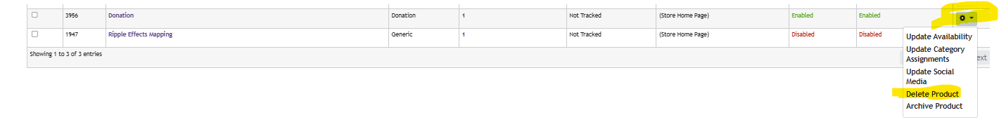 3956 Donation Donation 1 Not Tracked (Store Home Page) Enabled Enabled
1947 Ripple Effects Mapping Generic 1 Not Tracked (Store Home Page) Disabled Disabled
Showing 1 to 3 of 3 entries
ext
Update Availability
Update Category
Assignments
Update Social
Media
Delete Product
Archive Product